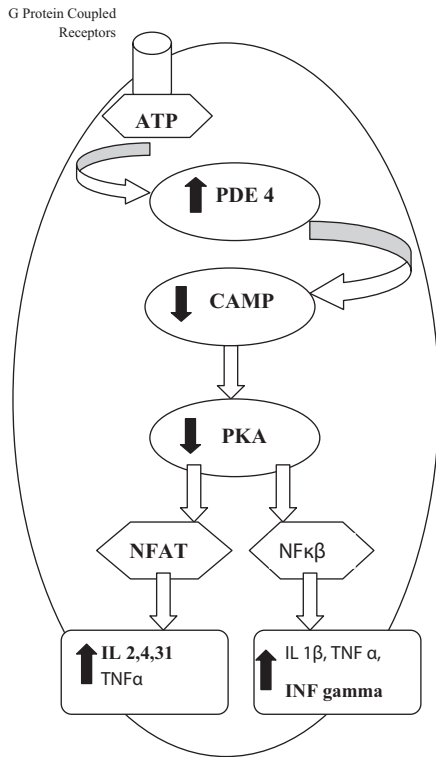 G Protein Coupled
Receptors
ATP
PDE 4
CAMP
PKA
NFAT
NFκβ
IL 2,4,31
TNFα
IL 1β, TNF α,
INF gamma